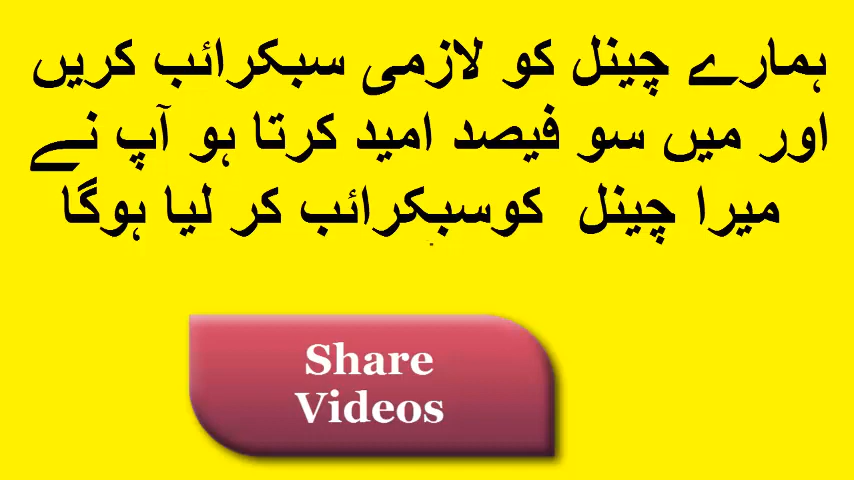 ہمارے چینل کو لازمی سبکرائب کریں
اور میں سو فیصد امید کرتا ہو آپ نے
میرا چینل کوسبکرائب کر لیا ہوگا
Share
Videos